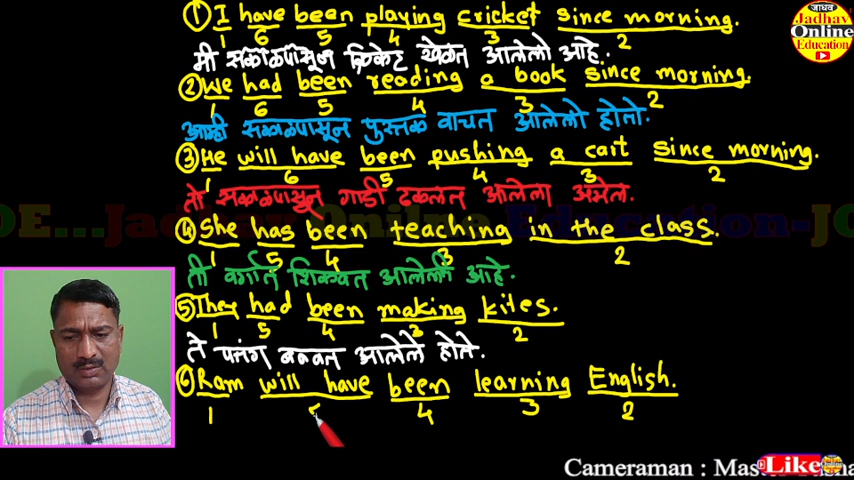 ① I have been playing cricket since morning.
1 6 5 4 3 2
मी सकाळपासून क्रिकेट खेळत आलेलो आहे.
② We had been reading a book since morning.
1 6 5 4 3 2
आम्ही सकाळपासून पुस्तक वाचत आलेलो होतो.
③ He will have been pushing a cart since morning.
1 6 5 4 3 2
तो सकाळपासून गाडी ढकलत आलेला असेल.
④ She has been teaching in the class.
1 5 4 3 2
ती वर्गात शिकवत आलेली आहे.
⑤ They had been making kites.
1 5 4 3 2
ते पतंग बनवत आलेले होते.
⑥ Ram will have been learning English.
1 5 4 3 2
जाधव
Jadhav
Online
Education
Jadhav Online Education
Cameraman :
Like